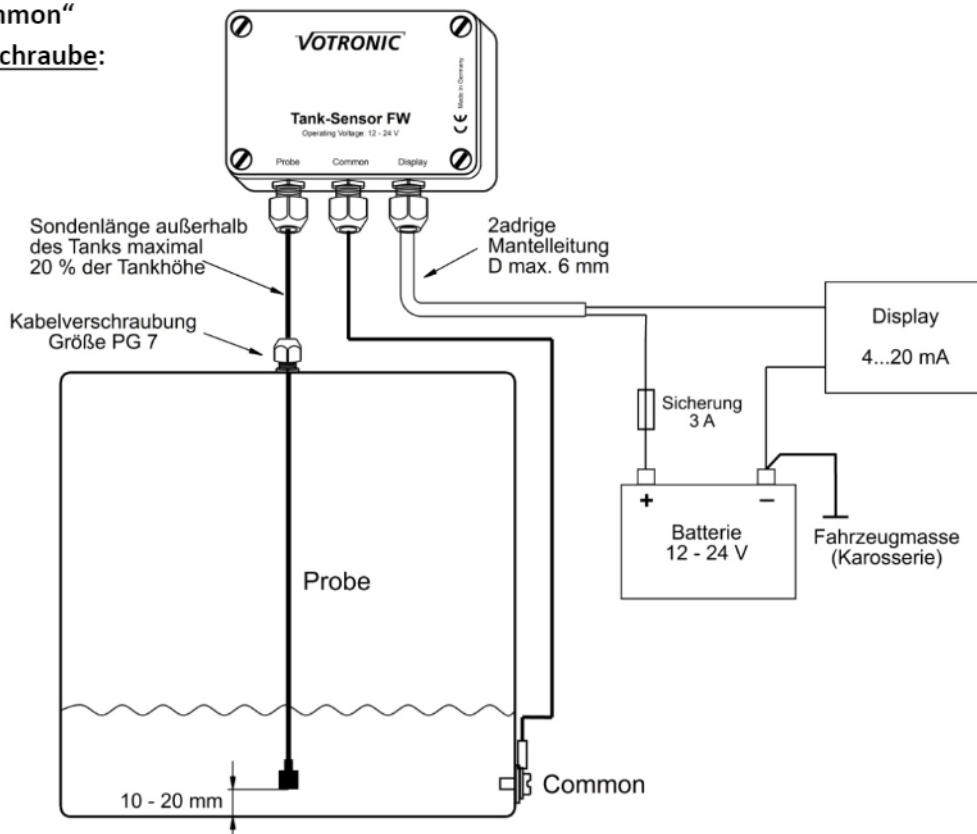 mmon“
chraube:
VOTRONIC
Tank-Sensor FW
Operating Voltage: 12 - 24 V
CE Made in Germany
Probe Common Display
Sondenlänge außerhalb
des Tanks maximal
20 % der Tankhöhe
2adrige
Mantelleitung
D max. 6 mm
Kabelverschraubung
Größe PG 7
Display
4...20 mA
Sicherung
3 A
+ –
Batterie
12 - 24 V
Fahrzeugmasse
(Karosserie)
Probe
Common
10 - 20 mm